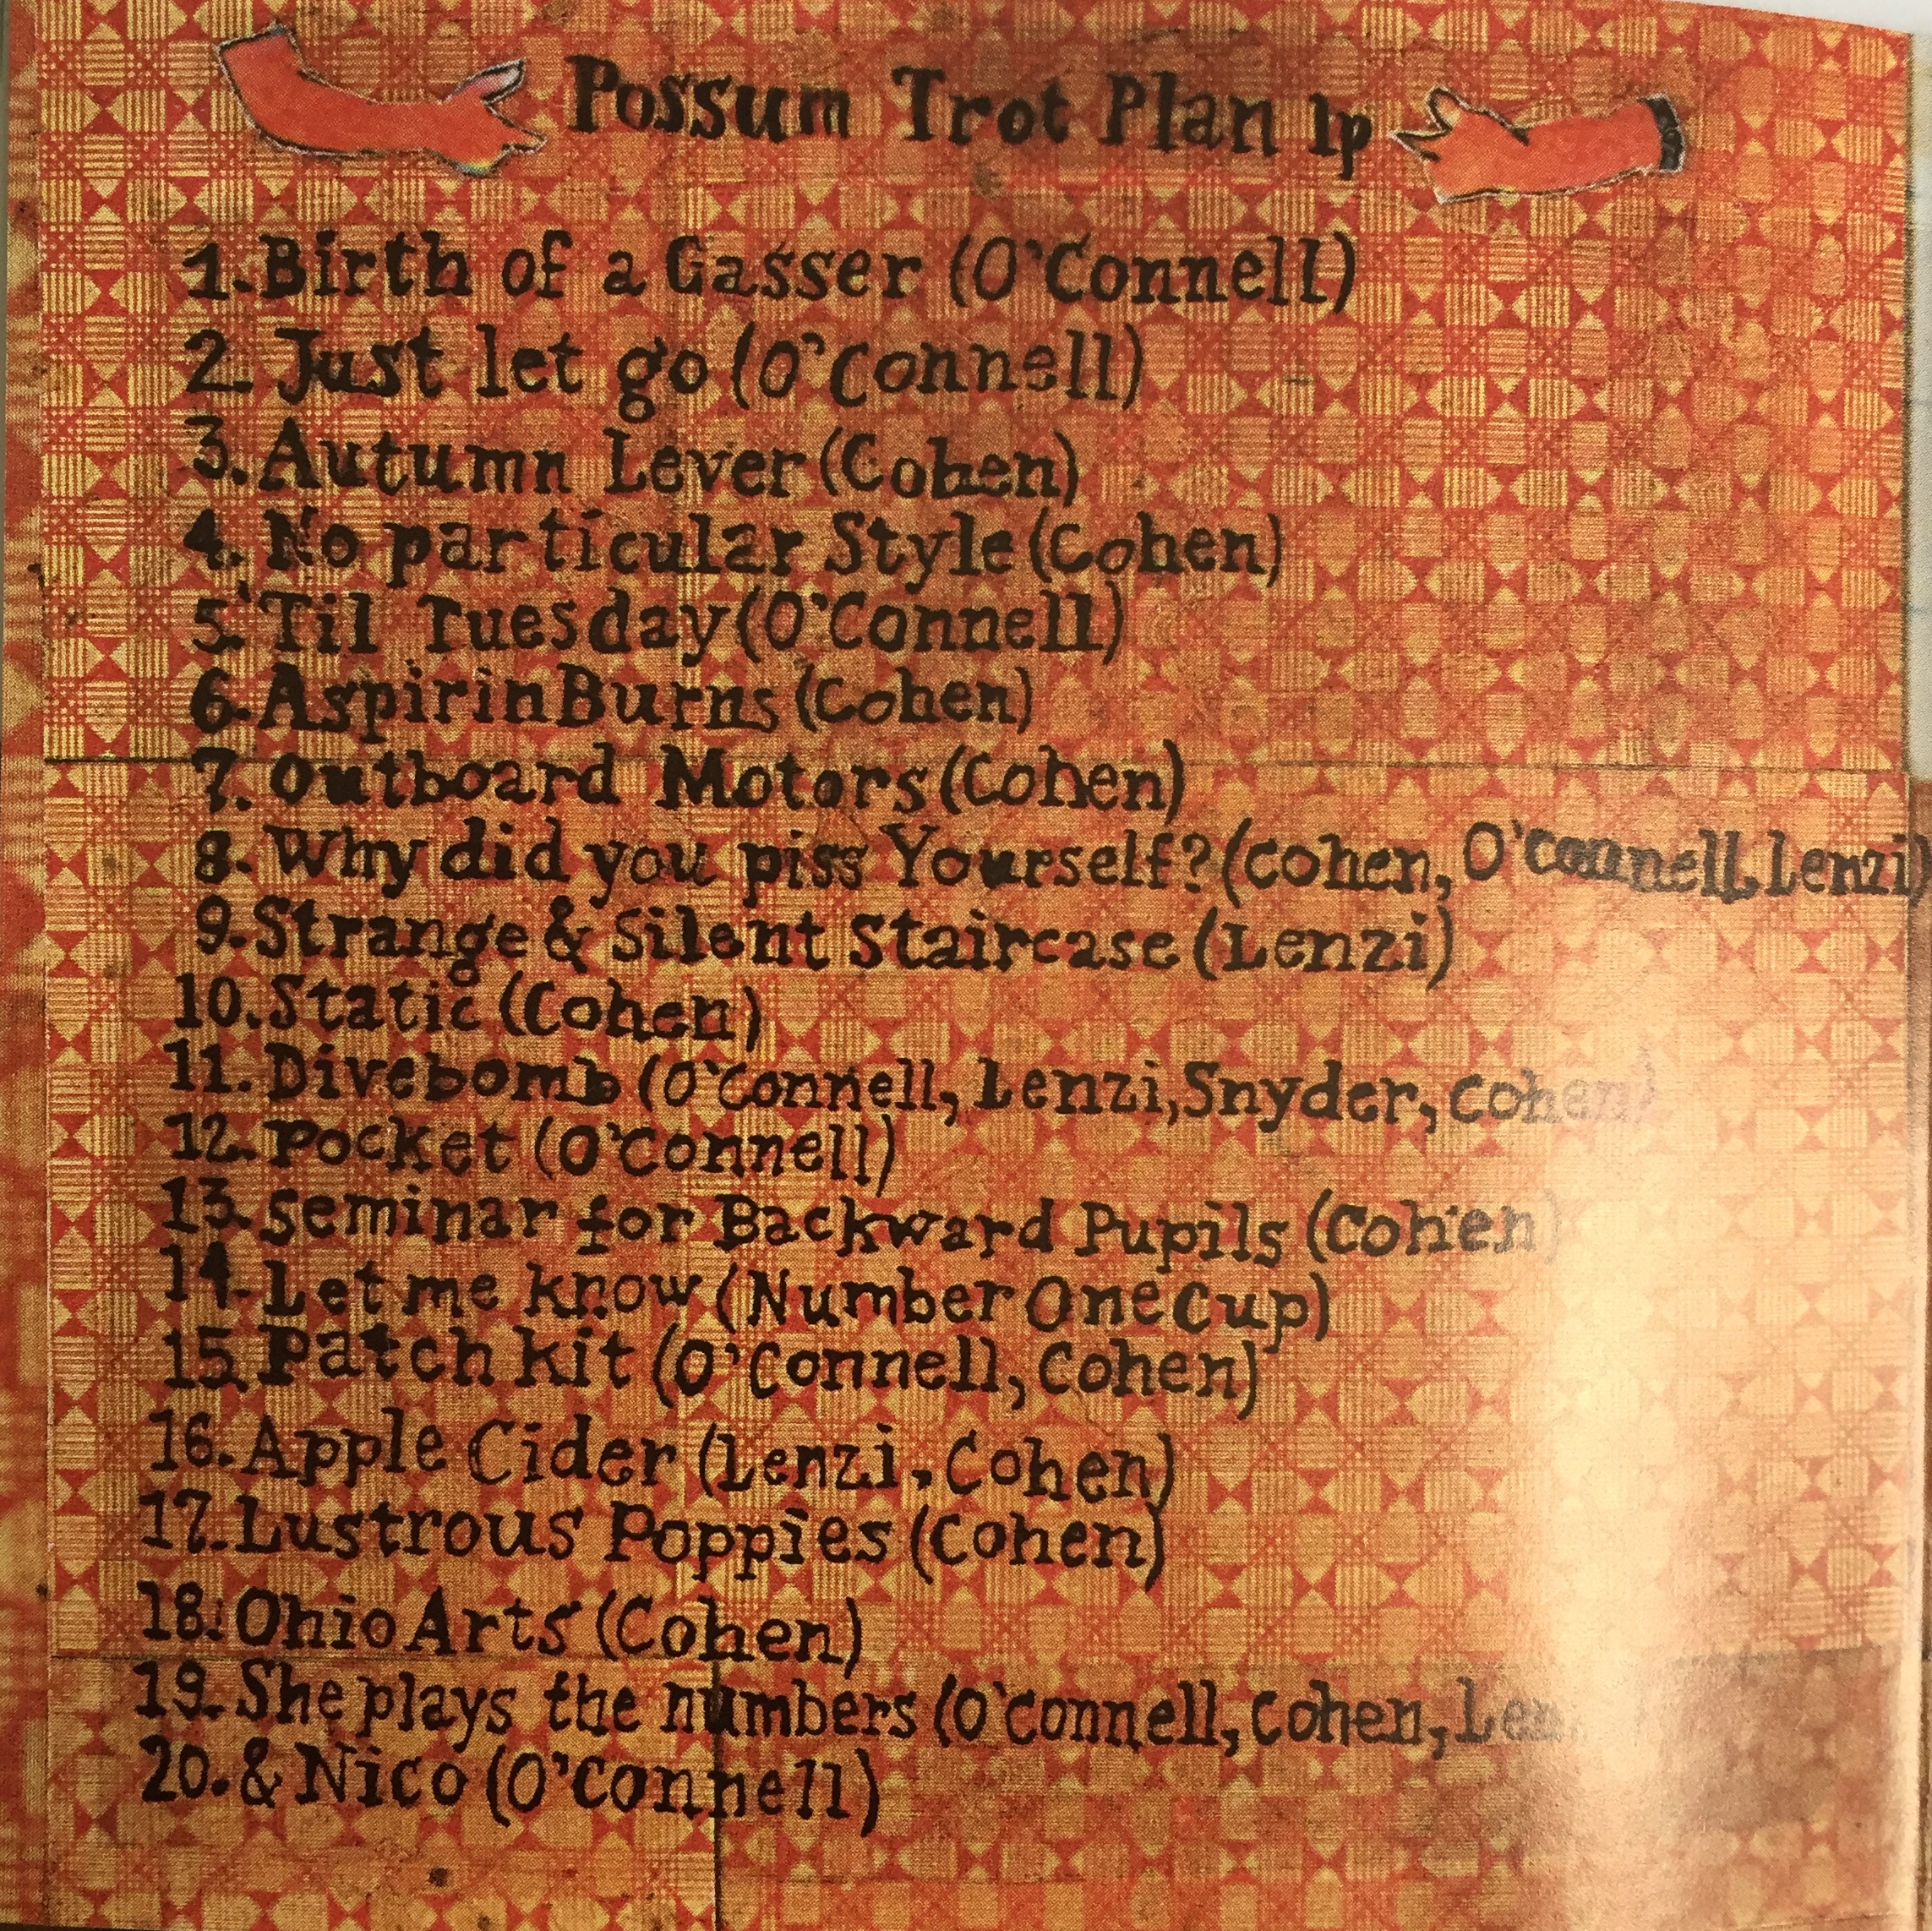 Possum Trot Plan lp
1. Birth of a Gasser (O'Connell)
2. Just let go (O'Connell)
3. Autumn Lever (Cohen)
4. No particular Style (Cohen)
5. 'Til Tuesday (O'Connell)
6. Aspirin Burns (Cohen)
7. Outboard Motors (Cohen)
8. Why did you piss Yourself? (Cohen, O'Connell, Lenzi)
9. Strange & Silent Staircase (Lenzi)
10. Static (Cohen)
11. Divebomb (O'Connell, Lenzi, Snyder, Cohen)
12. Pocket (O'Connell)
13. Seminar for Backward Pupils (Cohen)
14. Let me know (Number One Cup)
15. Patch kit (O'Connell, Cohen)
16. Apple Cider (Lenzi, Cohen)
17. Lustrous Poppies (Cohen)
18. Ohio Arts (Cohen)
19. She plays the numbers (O'Connell, Cohen,
20. & Nico (O'Connell)